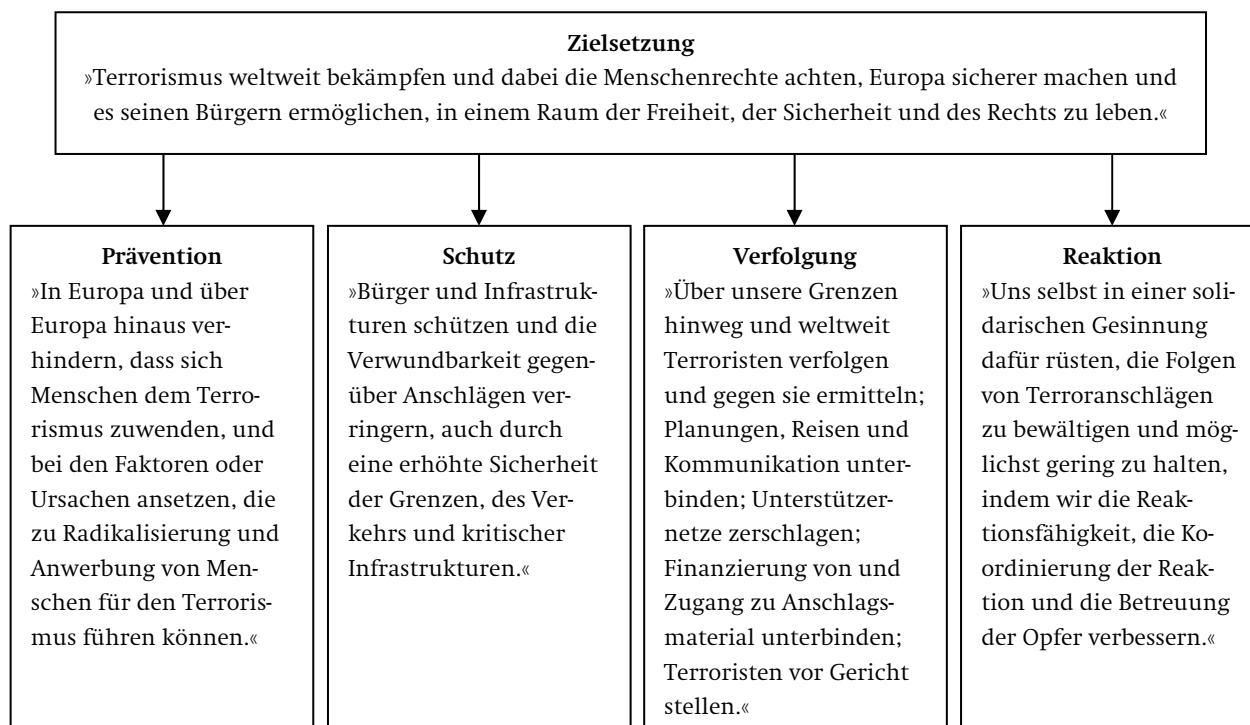 Zielsetzung
»Terrorismus weltweit bekämpfen und dabei die Menschenrechte achten, Europa sicherer machen und
es seinen Bürgern ermöglichen, in einem Raum der Freiheit, der Sicherheit und des Rechts zu leben.«
Prävention
»In Europa und über
Europa hinaus ver-
hindern, dass sich
Menschen dem Terro-
rismus zuwenden, und
bei den Faktoren oder
Ursachen ansetzen, die
zu Radikalisierung und
Anwerbung von Men-
schen für den Terroris-
mus führen können.«
Schutz
»Bürger und Infrastruk-
turen schützen und die
Verwundbarkeit gegen-
über Anschlägen ver-
ringern, auch durch
eine erhöhte Sicherheit
der Grenzen, des Ver-
kehrs und kritischer
Infrastrukturen.«
Verfolgung
»Über unsere Grenzen
hinweg und weltweit
Terroristen verfolgen
und gegen sie ermitteln;
Planungen, Reisen und
Kommunikation unter-
binden; Unterstützer-
netze zerschlagen;
Finanzierung von und
Zugang zu Anschlags-
material unterbinden;
Terroristen vor Gericht
stellen.«
Reaktion
»Uns selbst in einer soli-
darischen Gesinnung
dafür rüsten, die Folgen
von Terroranschlägen
zu bewältigen und mög-
lichst gering zu halten,
indem wir die Reak-
tionsfähigkeit, die Ko-
ordinierung der Reak-
tion und die Betreuung
der Opfer verbessern.«